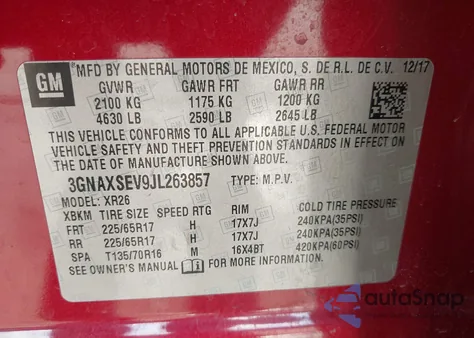 GM MFD BY GENERAL MOTORS DE MEXICO, S. DE R.L. DE C.V. 12/17
GVWR GAWR FRT GAWR RR
2100 KG 1175 KG 1200 KG
4630 LB 2590 LB 2645 LB
THIS VEHICLE CONFORMS TO ALL APPLICABLE U.S. FEDERAL MOTOR
VEHICLE SAFETY AND THEFT PREVENTION STANDARDS IN EFFECT ON
THE DATE OF MANUFACTURE SHOWN ABOVE.
3GNAXSEV9JL263857 TYPE: M.P.V.
MODEL: XR26
XBKM TIRE SIZE SPEED RTG RIM COLD TIRE PRESSURE
FRT 225/65R17 H 17X7J 240KPA(35PSI)
RR 225/65R17 H 17X7J 240KPA(35PSI)
SPA T135/70R16 M 16X4BT 420KPA(60PSI)
SEE OWNER'S MANUAL FOR MORE INFORMATION.
autoSnap